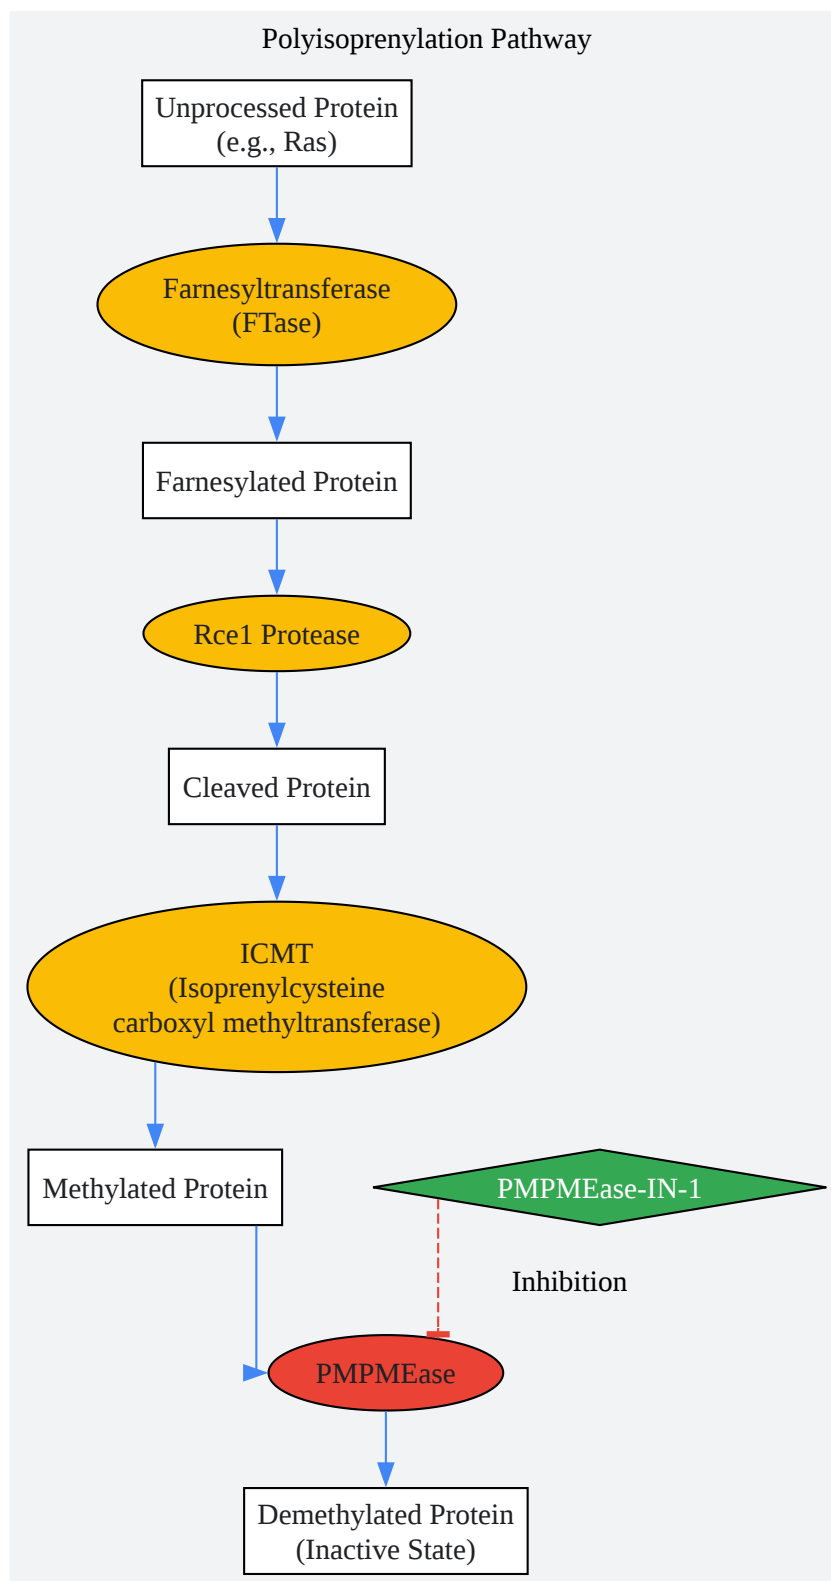 Polyisoprenylation Pathway
Unprocessed Protein
(e.g., Ras)
Farnesyltransferase
(FTase)
Farnesylated Protein
Rce1 Protease
Cleaved Protein
ICMT
(Isoprenylcysteine
carboxyl methyltransferase)
Methylated Protein
PMPMEase-IN-1
Inhibition
PMPMEase
Demethylated Protein
(Inactive State)